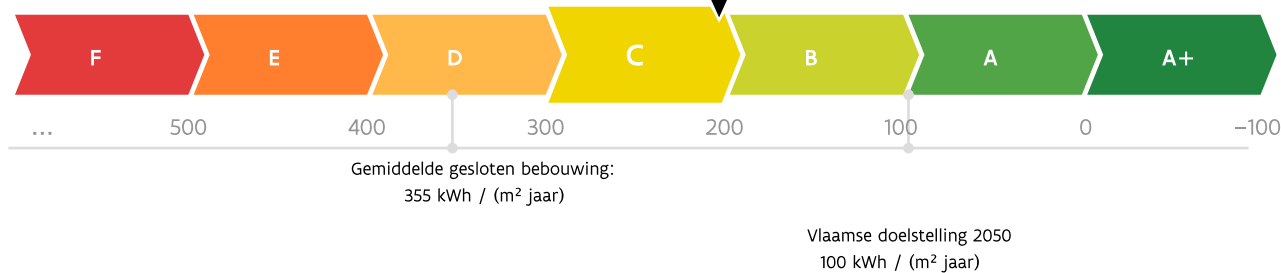 F E D C B A A+
... 500 400 300 200 100 0 −100
Gemiddelde gesloten bebouwing:
355 kWh / (m² jaar)
Vlaamse doelstelling 2050
100 kWh / (m² jaar)